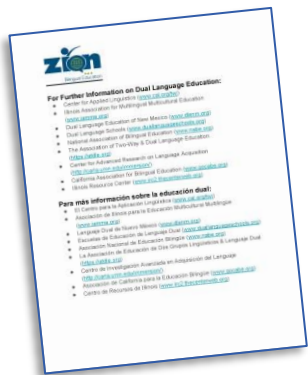 zion
Bilingual Education
For Further Information on Dual Language Education:
Center for Applied Linguistics (www.cal.org/twi)
Illinois Association for Multilingual Multicultural Education
(www.iamme.org)
Dual Language Education of New Mexico (www.dlenm.org)
Dual Language Schools (www.duallanguageschools.org)
National Association of Bilingual Education (www.nabe.org)
The Association of Two-Way & Dual Language Education
(https://atdle.org)
Center for Advanced Research on Language Acquisition
(http://carla.umn.edu/immersion/)
California Association for Bilingual Education (www.gocabe.org)
Illinois Resource Center (www.irc2.thecenterweb.org)
Para más información sobre la educación dual:
El Centro para la Aplicación Lingüística (www.cal.org/twi)
Asociación de Illinois para la Educación Multicultural Multilingüe
(www.iamme.org)
Lenguaje Dual de Nuevo México (www.dlenm.org)
Escuelas de Educación de Lenguaje Dual (www.duallanguageschools.org)
Asociación Nacional de Educación Bilingüe (www.nabe.org)
La Asociación de Educación de Dos Grupos Lingüísticos & Lenguaje Dual
(https://atdle.org)
Centro de Investigación Avanzada en Adquisición del Lenguaje
(http://carla.umn.edu/immersion/)
Asociación de California para la Educación Bilingüe (www.gocabe.org)
Centro de Recursos de Illinois (www.irc2.thecenterweb.org)